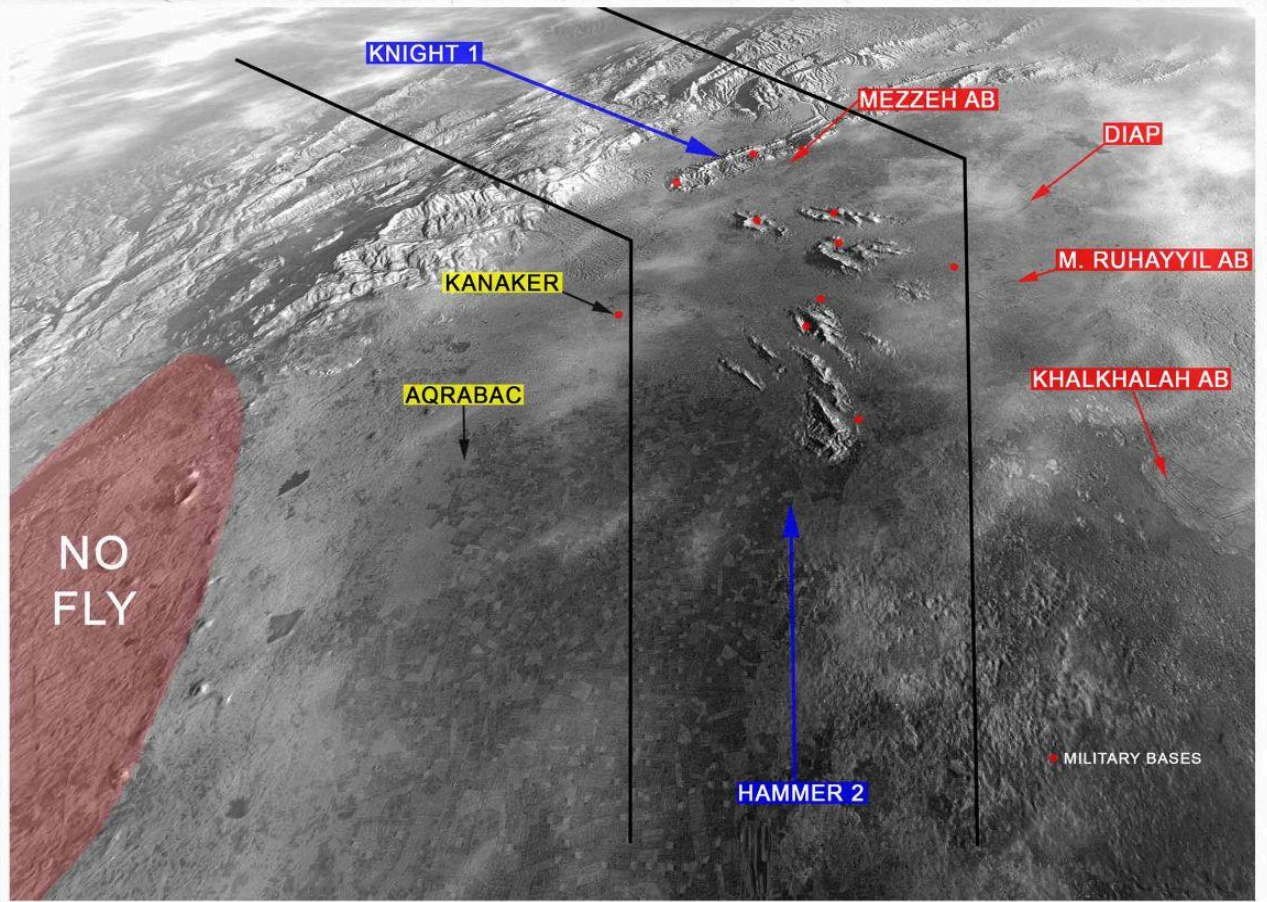 KNIGHT 1
MEZZEH AB
DIAP
M. RUHAYYIL AB
KANAKER
KHALKHALAH AB
AQRABAC
NO
FLY
MILITARY BASES
HAMMER 2